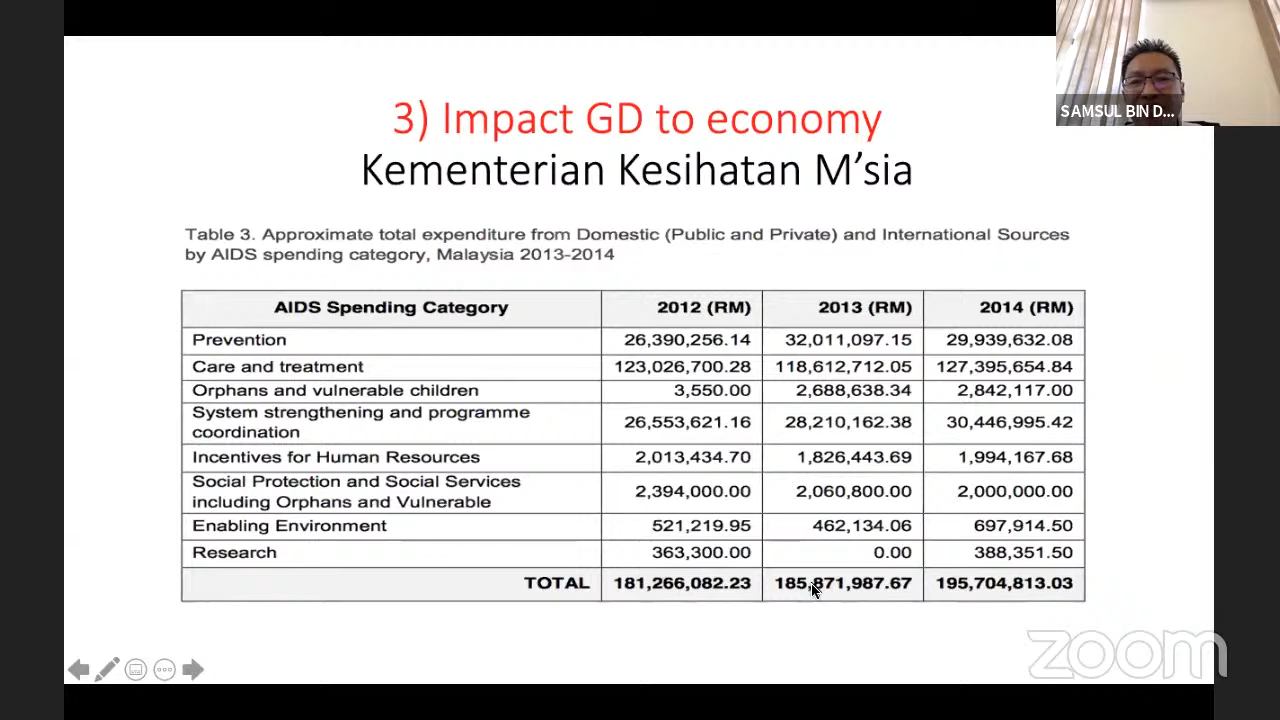 3) Impact GD to economy
Kementerian Kesihatan M'sia
SAMSUL BIN D...
Table 3. Approximate total expenditure from Domestic (Public and Private) and International Sources
by AIDS spending category, Malaysia 2013-2014
AIDS Spending Category 2012 (RM) 2013 (RM) 2014 (RM)
Prevention 26,390,256.14 32,011,097.15 29,939,632.08
Care and treatment 123,026,700.28 118,612,712.05 127,395,654.84
Orphans and vulnerable children 3,550.00 2,688,638.34 2,842,117.00
System strengthening and programme
coordination 26,553,621.16 28,210,162.38 30,446,995.42
Incentives for Human Resources 2,013,434.70 1,826,443.69 1,994,167.68
Social Protection and Social Services
including Orphans and Vulnerable 2,394,000.00 2,060,800.00 2,000,000.00
Enabling Environment 521,219.95 462,134.06 697,914.50
Research 363,300.00 0.00 388,351.50
TOTAL 181,266,082.23 185,871,987.67 195,704,813.03
zoom